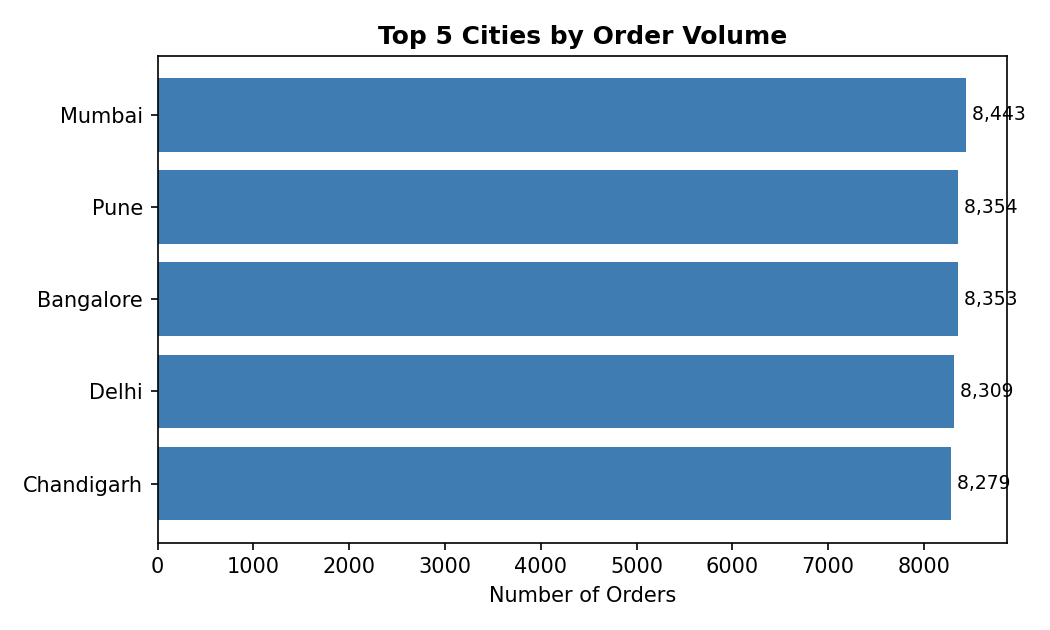 Top 5 Cities by Order Volume
Mumbai 8,443
Pune 8,354
Bangalore 8,353
Delhi 8,309
Chandigarh 8,279
0 1000 2000 3000 4000 5000 6000 7000 8000
Number of Orders